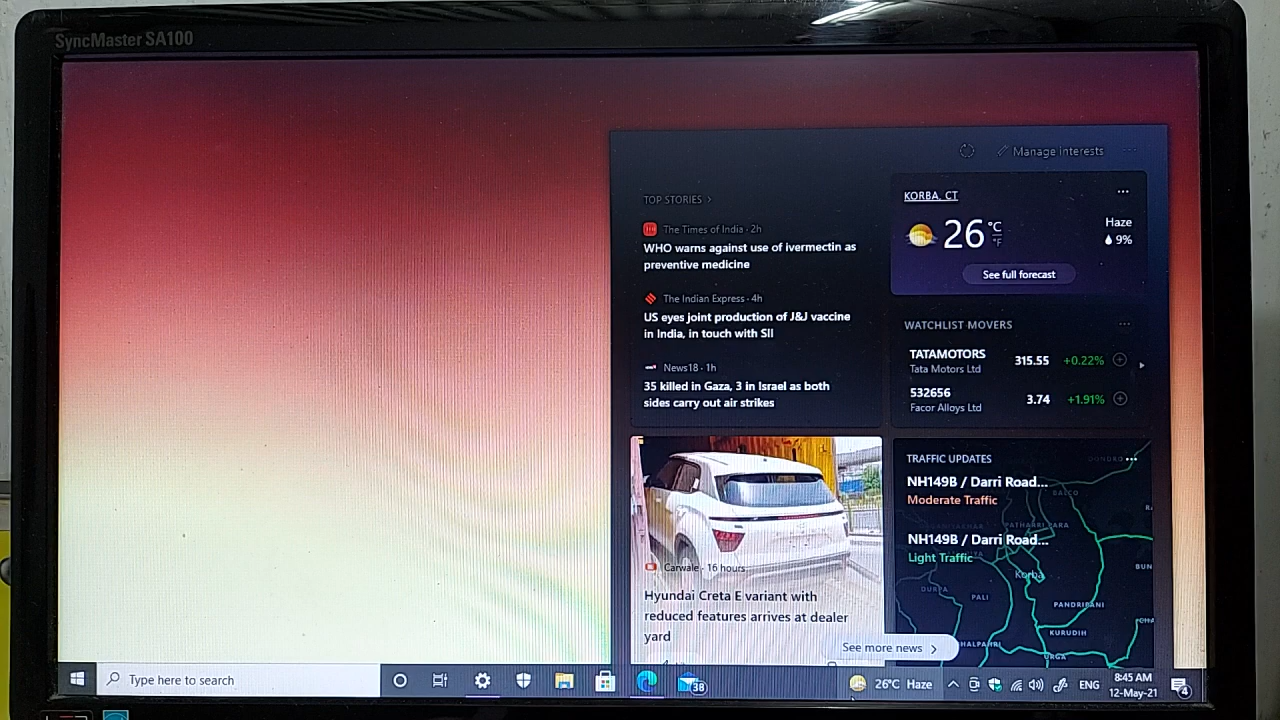 SyncMaster SA100
Manage interests
TOP STORIES
The Times of India · 2h
WHO warns against use of ivermectin as
preventive medicine
The Indian Express · 4h
US eyes joint production of J&J vaccine
in India, in touch with SII
News18 · 1h
35 killed in Gaza, 3 in Israel as both
sides carry out air strikes
KORBA, CT
26 °C
°F
Haze
9%
See full forecast
WATCHLIST MOVERS
TATAMOTORS 315.55 +0.22%
Tata Motors Ltd
532656 3.74 +1.91%
Facor Alloys Ltd
Carwale · 16 hours
Hyundai Creta E variant with
reduced features arrives at dealer
yard
TRAFFIC UPDATES
NH149B / Darri Road...
Moderate Traffic
NH149B / Darri Road...
Light Traffic
DALCO
PATHARRI PARA
Korba
DURPA
PALI
PANDRIPANI
BUN
KURUDIH
URGA
See more news
Type here to search
38
26°C Haze
ENG
8:45 AM
12-May-21
4